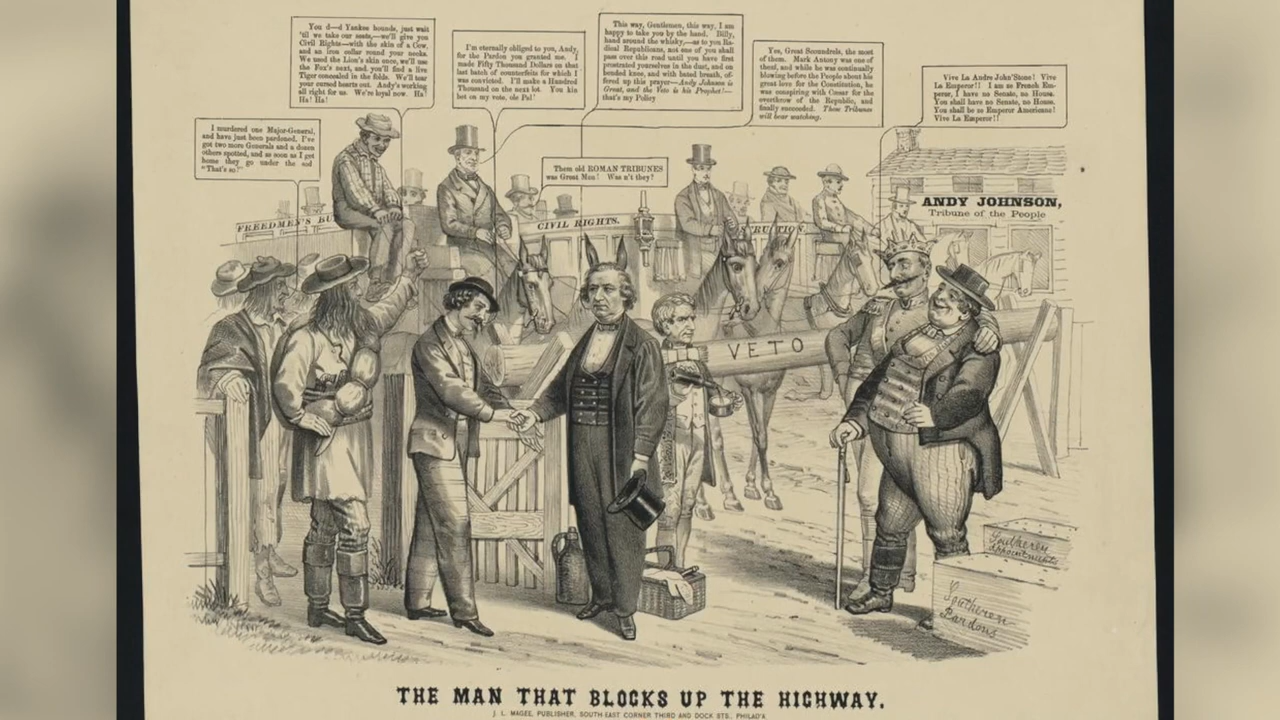 You d—d Yankee hounds, just wait
'til we take our seats,—we'll give you
Civil Rights—with the skin of a Cow,
and an iron collar round your necks.
We used the Lion's skin once, we'll use
the Fox's next, and, you'll find a live
Tiger concealed in the folds. We'll tear
your cursed hearts out. Andy's working
all right for us. We're loyal now. Ha!
Ha! Ha!
I'm eternally obliged to you, Andy,
for the Pardon you granted me. I
made Fifty Thousand Dollars on that
last batch of counterfeits for which I
was convicted. I'll make a Hundred
Thousand on the next lot. You kin
bet on my vote, ole Pal!
This way, Gentlemen, this way, I am
happy to take you by the hand. Billy,
hand around the whisky,—as to you Ra-
dical Republicans, not one of you shall
pass over this road until you have first
prostrated yourselves in the dust, and on
bended knee, and with bated breath, of-
fered up this prayer—Andy Johnson is
Great, and the Veto is his Prophet!—
that's my Policy
Yes, Great Scoundrels, the most
of them. Mark Antony was one of
them, and while he was continually
blowing before the People about his
great love for the Constitution, he
was conspiring with Cæsar for the
overthrow of the Republic, and
finally succeeded. These Tribunes
will bear watching.
Vive La Andre John'Stone! Vive
La Emperor!! I am so French Em-
peror, I have no Senate, no House.
You shall have no Senate, no House.
You shall be so Emperor Americane!
Vive La Emperor!!
I murdered one Major-General,
and have just been pardoned. I've
got two more Generals and a dozen
others spotted, and as soon as I get
home they go under the sod
"That's so!"
Them old ROMAN TRIBUNES
was Great Men! Was n't they?
FREEDMEN'S BU
CIVIL RIGHTS.
STRUCTION
ANDY JOHNSON,
Tribune of the People
VETO
Southern
Appointments
Southern
Pardons
THE MAN THAT BLOCKS UP THE HIGHWAY.
J. L. MAGEE, PUBLISHER, SOUTH-EAST CORNER THIRD AND DOCK STS., PHILAD'A